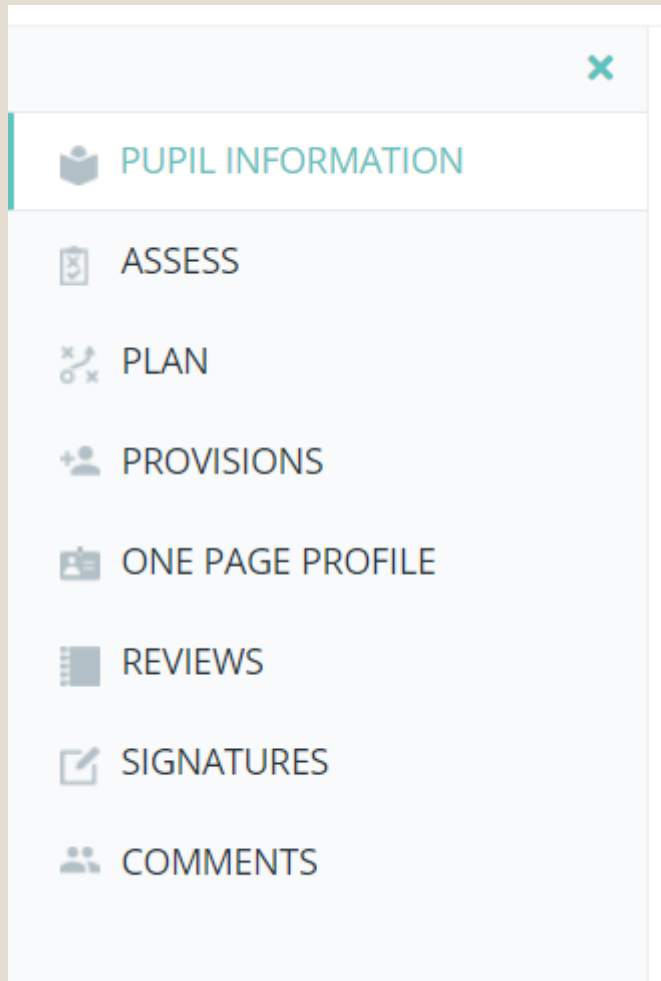 PUPIL INFORMATION
ASSESS
PLAN
PROVISIONS
ONE PAGE PROFILE
REVIEWS
SIGNATURES
COMMENTS